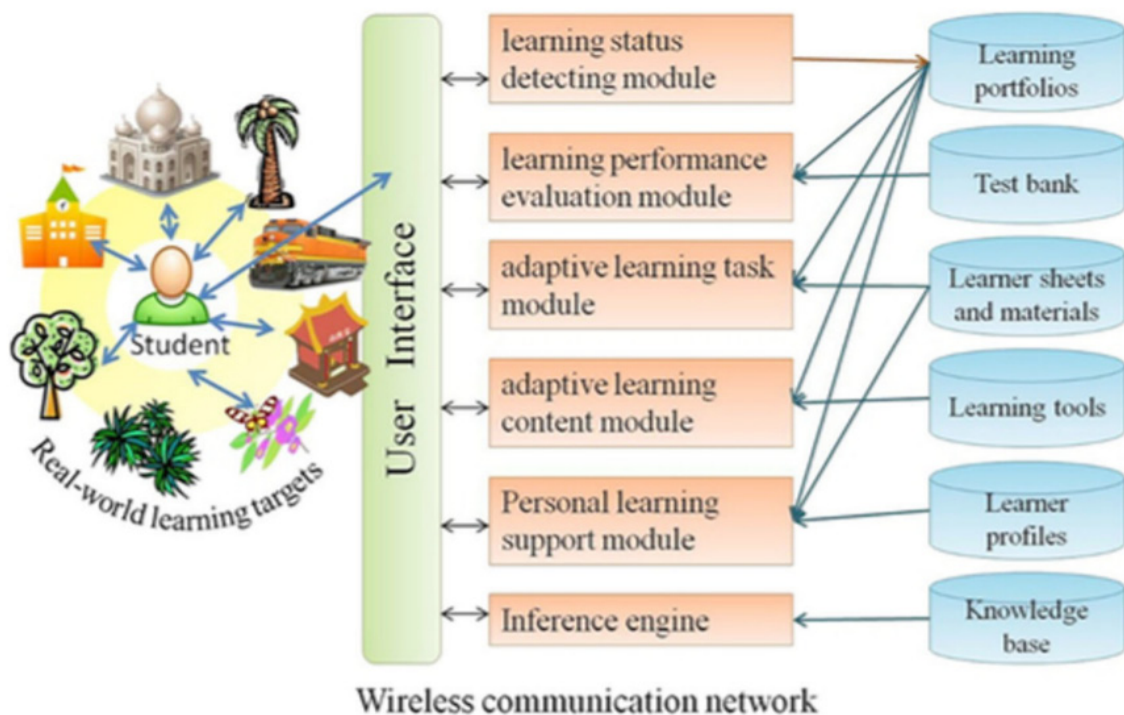 learning status
detecting module
learning performance
evaluation module
adaptive learning task
module
adaptive learning
content module
Personal learning
support module
Inference engine
Learning
portfolios
Test bank
Learner sheets
and materials
Learning tools
Learner
profiles
Knowledge
base
User Interface
Student
Real-world learning targets
Wireless communication network